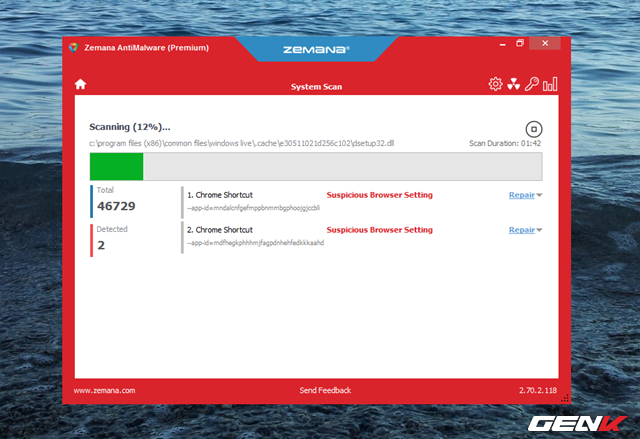 Zemana AntiMalware (Premium)
ZEMANA®
System Scan
Scanning (12%)...
c:\program files (x86)\common files\windows live\.cache\e30511021d256c102\dsetup32.dll
Scan Duration: 01:42
Total
46729
1. Chrome Shortcut
Suspicious Browser Setting
Repair
--app-id=mndalcnfgefmppbnmmbgphoojgjccbli
Detected
2
2. Chrome Shortcut
Suspicious Browser Setting
Repair
--app-id=mdfhegkphhhmjfagpdnhehfedkkkaahd
www.zemana.com
Send Feedback
2.70.2.118
GENK